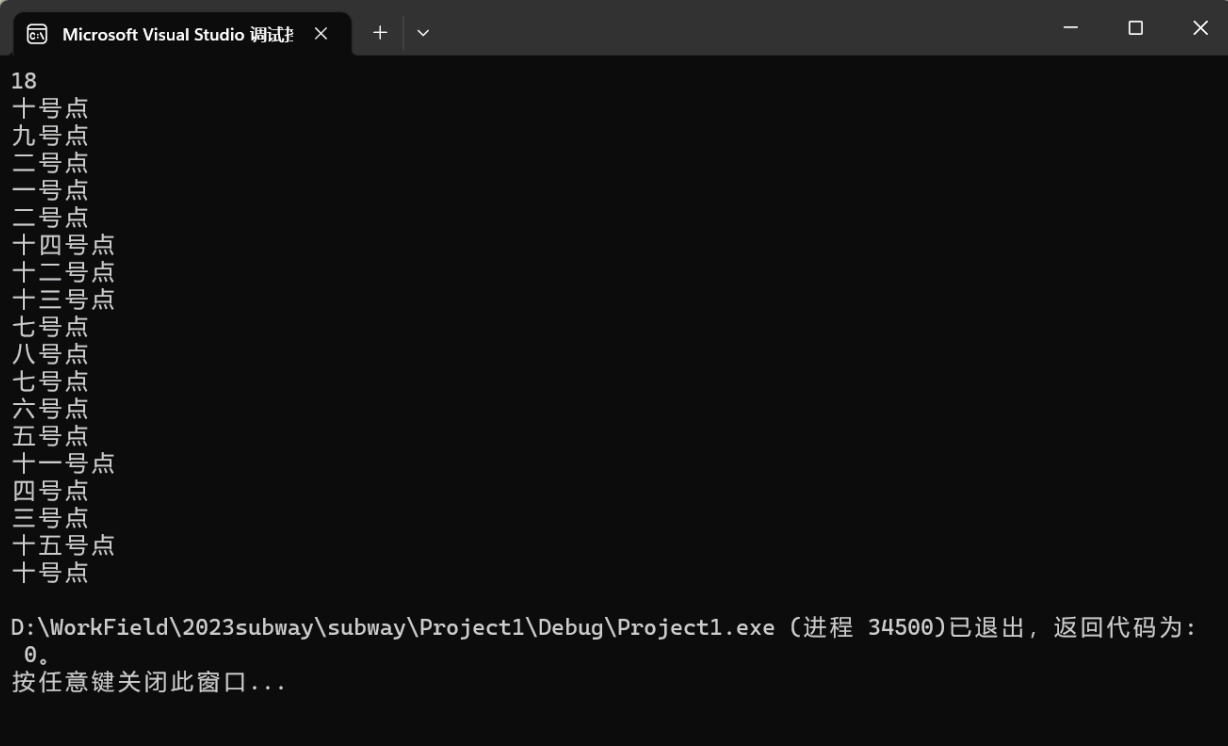 Microsoft Visual Studio 调试
18
十号点
九号点
二号点
一号点
二号点
十四号点
十二号点
十三号点
七号点
八号点
七号点
六号点
五号点
十一号点
四号点
三号点
十五号点
十号点
D:\WorkField\2023subway\subway\Project1\Debug\Project1.exe (进程 34500)已退出，返回代码为:
0。
按任意键关闭此窗口...